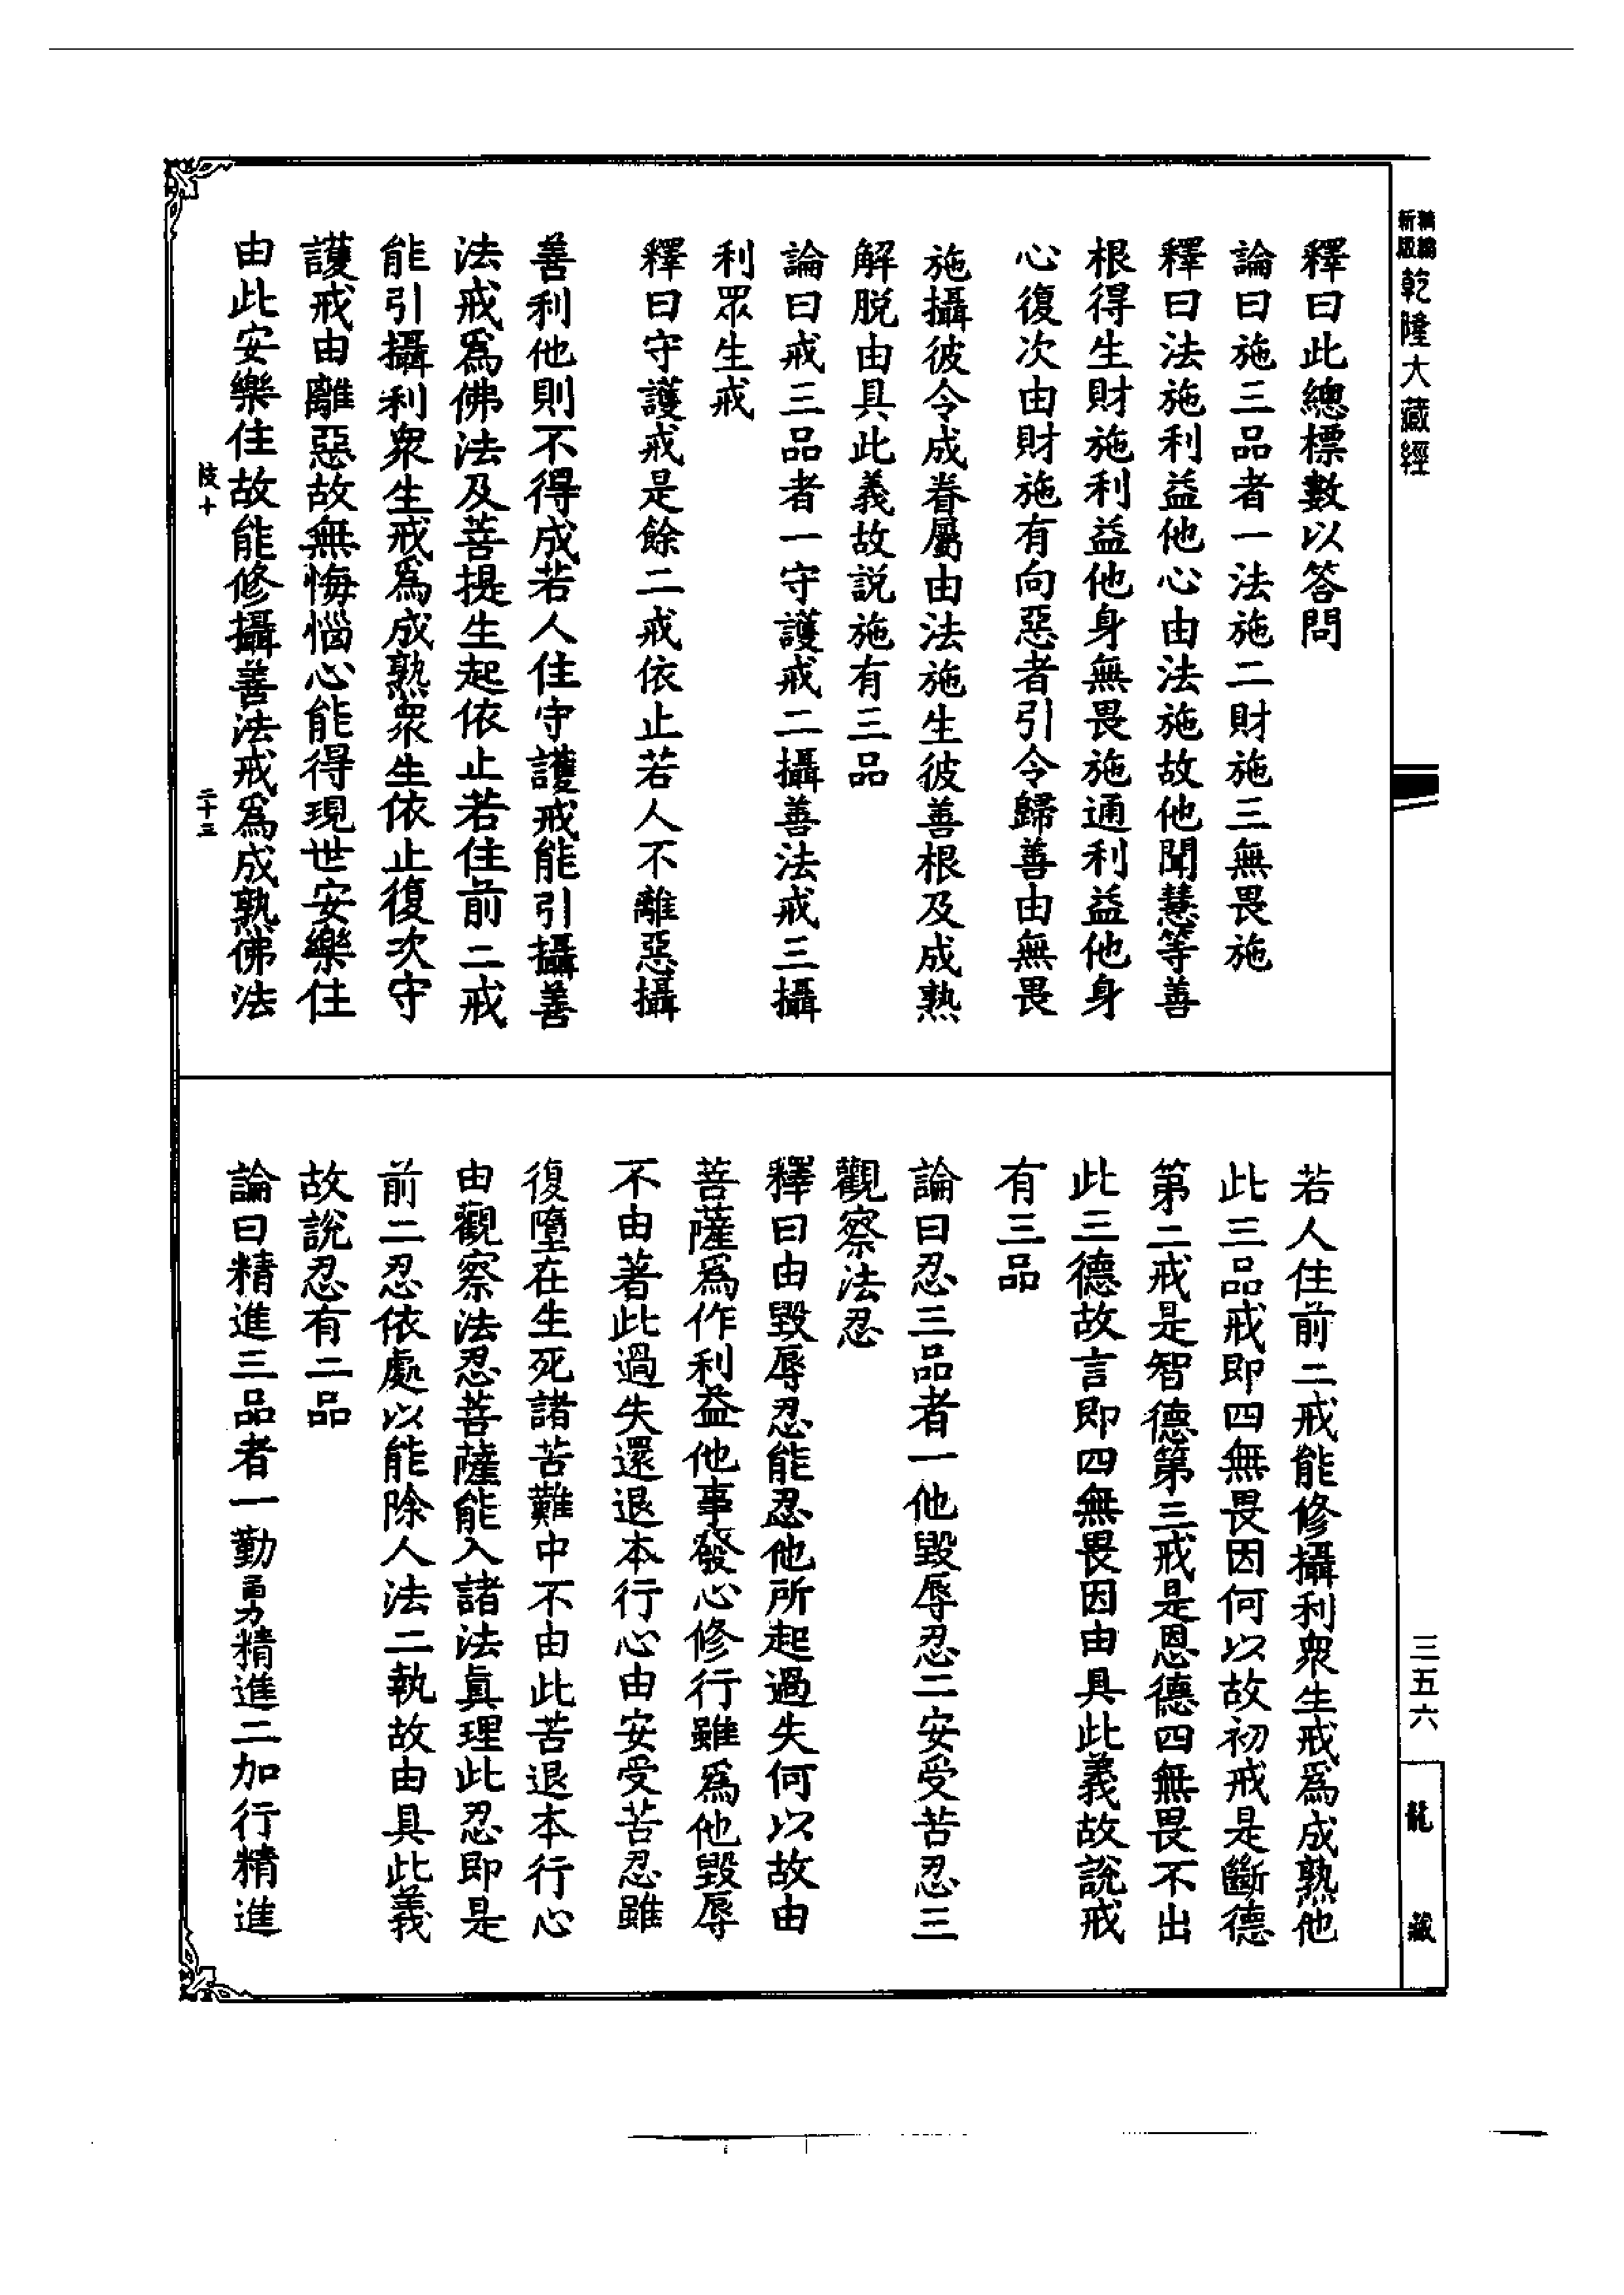 新版精編
乾隆大藏經
釋曰此總標數以答問
論曰施三品者一法施二財施三無畏施
釋曰法施利益他心由法施故他聞慧等善
根得生財施利益他身無畏施通利益他身
心復次由財施有向惡者引令歸善由無畏
施攝彼令成眷屬由法施生彼善根及成熟
解脫由具此義故説施有三品
論曰戒三品者一守護戒二攝善法戒三攝
利眾生戒
釋曰守護戒是餘二戒依止若人不離惡攝
善利他則不得成若人住守護戒能引攝善
法戒爲佛法及菩提生起依止若住前二戒
能引攝利衆生戒爲成熟衆生依止復次守
護戒由離惡故無悔惱心能得現世安樂住
由此安樂住故能修攝善法戒爲成熟佛法
二十三
若人住前二戒能修攝利衆生戒爲成熟他
此三品戒即四無畏因何以故初戒是斷德
第二戒是智德第三戒是恩德四無畏不出
此三德故言即四無畏因由具此義故說戒
有三品
論曰忍三品者一他毀辱忍二安受苦忍三
觀察法忍
釋曰由毀辱忍能忍他所起過失何以故由
菩薩爲作利益他事發心修行雖爲他毀辱
不由著此過失還退本行心由安受苦忍雖
復墮在生死諸苦難中不由此苦退本行心
由觀察法忍菩薩能入諸法真理此忍即是
前二忍依處以能除人法二執故由具此義
故說忍有三品
論曰精進三品者一勤勇精進二加行精進
三五六
龍藏